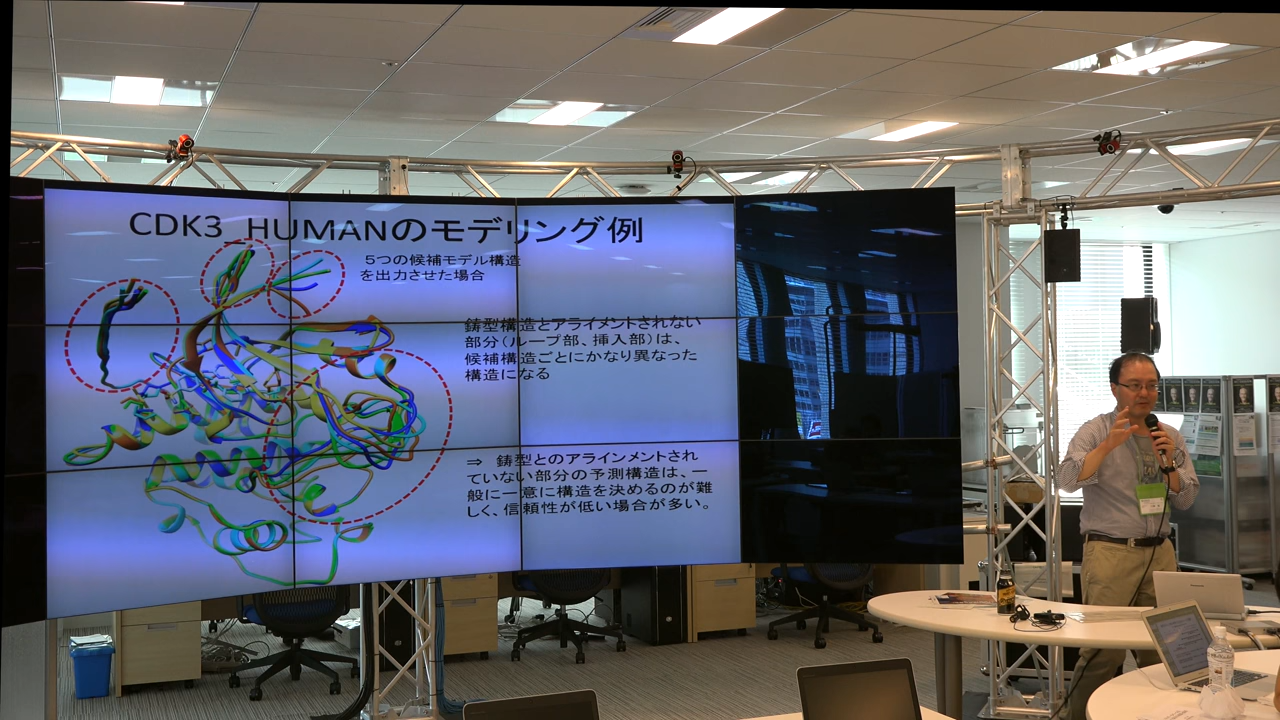 CDK3 HUMANのモデリング例
５つの候補モデル構造
を出力させた場合
鋳型構造とアライメントされない
部分（ループ部、挿入部）は、
候補構造ごとにかなり異なった
構造になる
⇒ 鋳型とのアラインメントされ
ていない部分の予測構造は、一
般に一意に構造を決めるのが難
しく、信頼性が低い場合が多い。